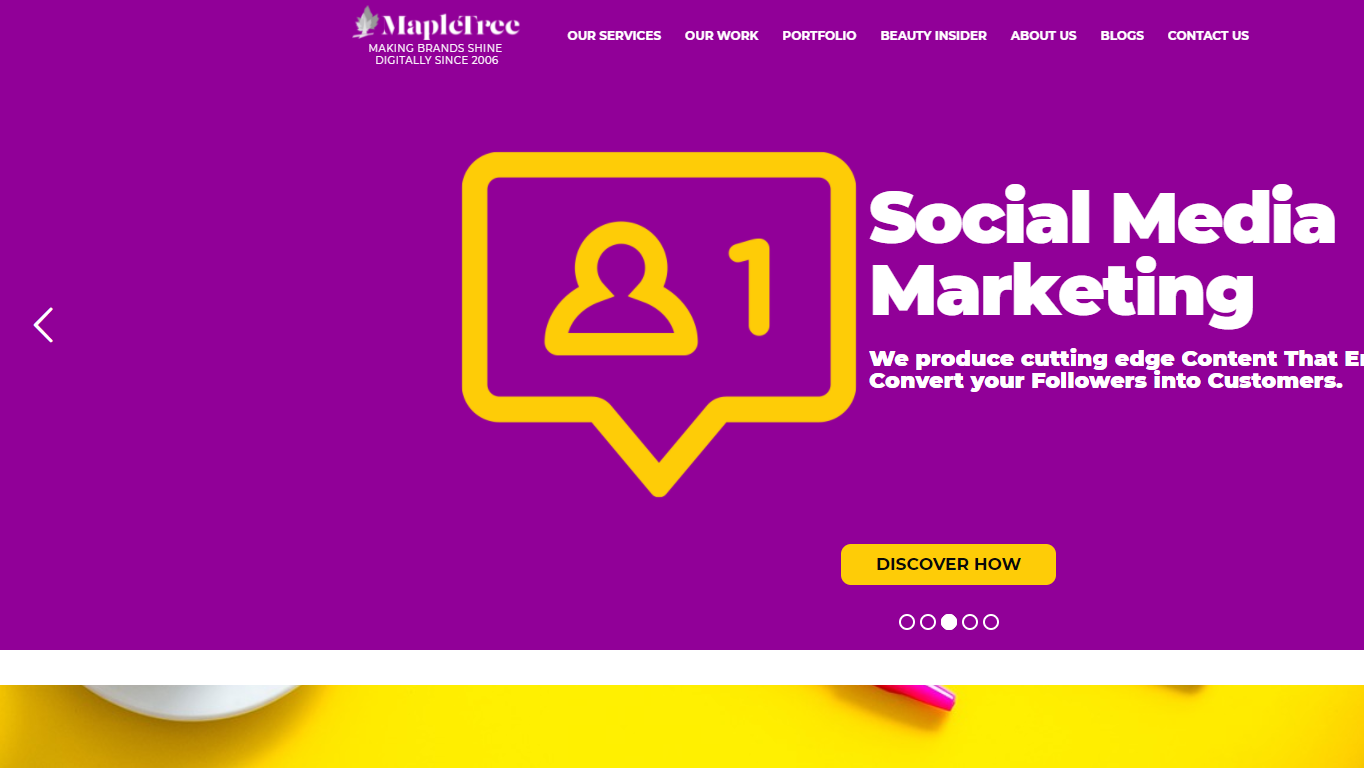 MapleTree
MAKING BRANDS SHINE
DIGITALLY SINCE 2006
OUR SERVICES
OUR WORK
PORTFOLIO
BEAUTY INSIDER
ABOUT US
BLOGS
CONTACT US
1
Social Media
Marketing
We produce cutting edge Content That
Convert your Followers into Customers.
DISCOVER HOW